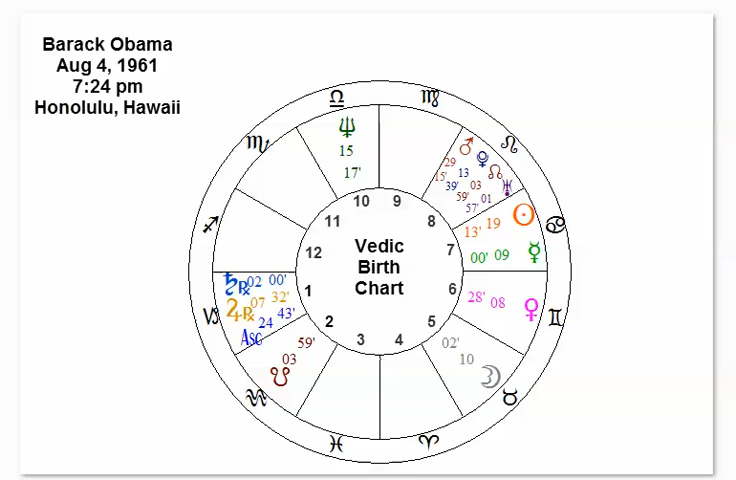 Barack Obama
Aug 4, 1961
7:24 pm
Honolulu, Hawaii
♎ ♍
♏ ♌
♆ ♂ ♇ ☊ ♅
15 29 13 03 01
17' 15' 39' 59' 57'
♐ ♋
13' 19 ☉
00' 09 ☿
10 9
11 8
12 7
1 6
2 5
3 4
Vedic
Birth
Chart
♄ ℞ 02 00'
♃ ℞ 07 32'
Asc 24 43'
28' 08 ♀
♑ ♊
59' 02'
03 10
☋ ☽
♒ ♉
♓ ♈